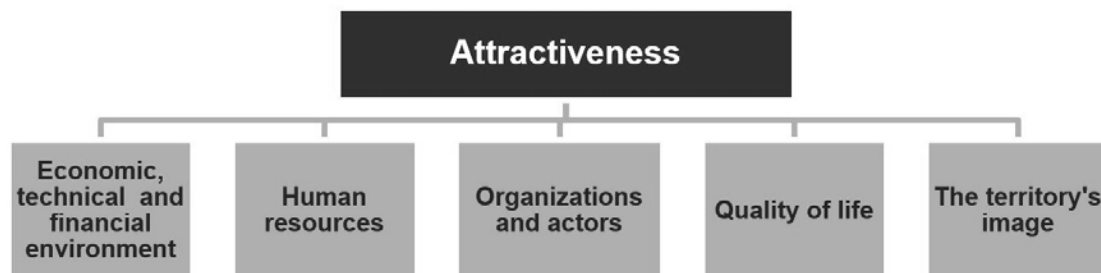 Attractiveness
Economic,
technical and
financial
environment
Human
resources
Organizations
and actors
Quality of life
The territory's
image